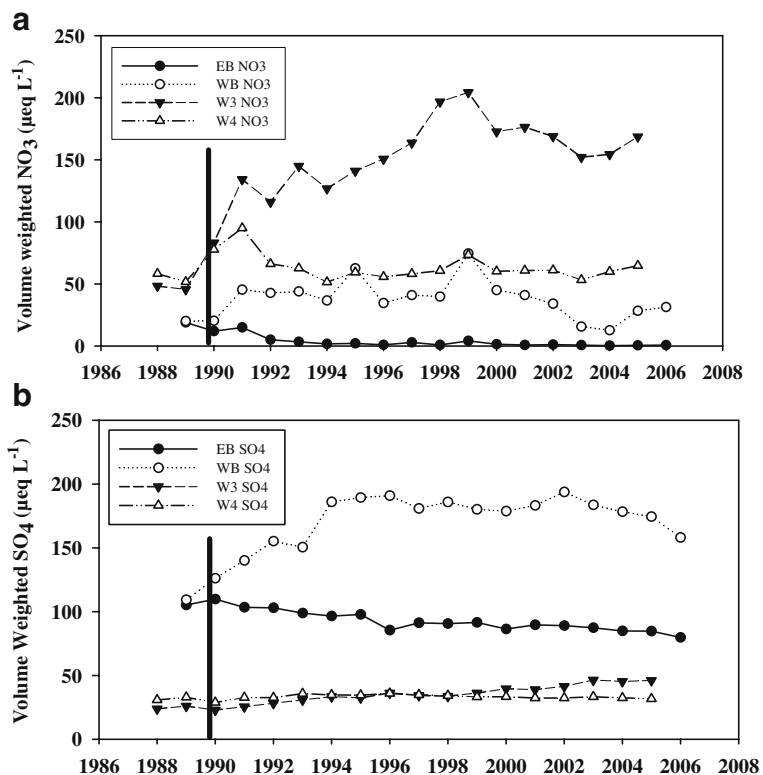 a
250
200
150
100
50
0
Volume weighted NO3 (µeq L-1)
EB NO3
WB NO3
W3 NO3
W4 NO3
1986 1988 1990 1992 1994 1996 1998 2000 2002 2004 2006 2008
b
250
200
150
100
50
0
Volume Weighted SO4 (µeq L-1)
EB SO4
WB SO4
W3 SO4
W4 SO4
1986 1988 1990 1992 1994 1996 1998 2000 2002 2004 2006 2008